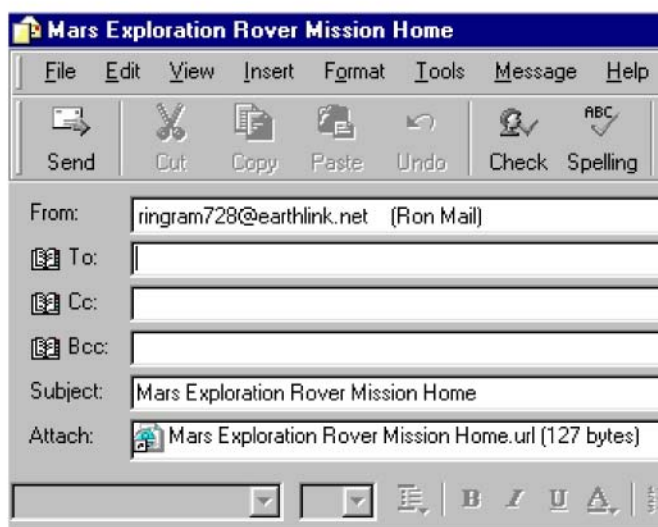 Mars Exploration Rover Mission Home
File Edit View Insert Format Tools Message Help
ABC
Send Cut Copy Paste Undo Check Spelling
From: ringram728@earthlink.net (Ron Mail)
To:
Cc:
Bcc:
Subject: Mars Exploration Rover Mission Home
Attach: Mars Exploration Rover Mission Home.url (127 bytes)
B I U A